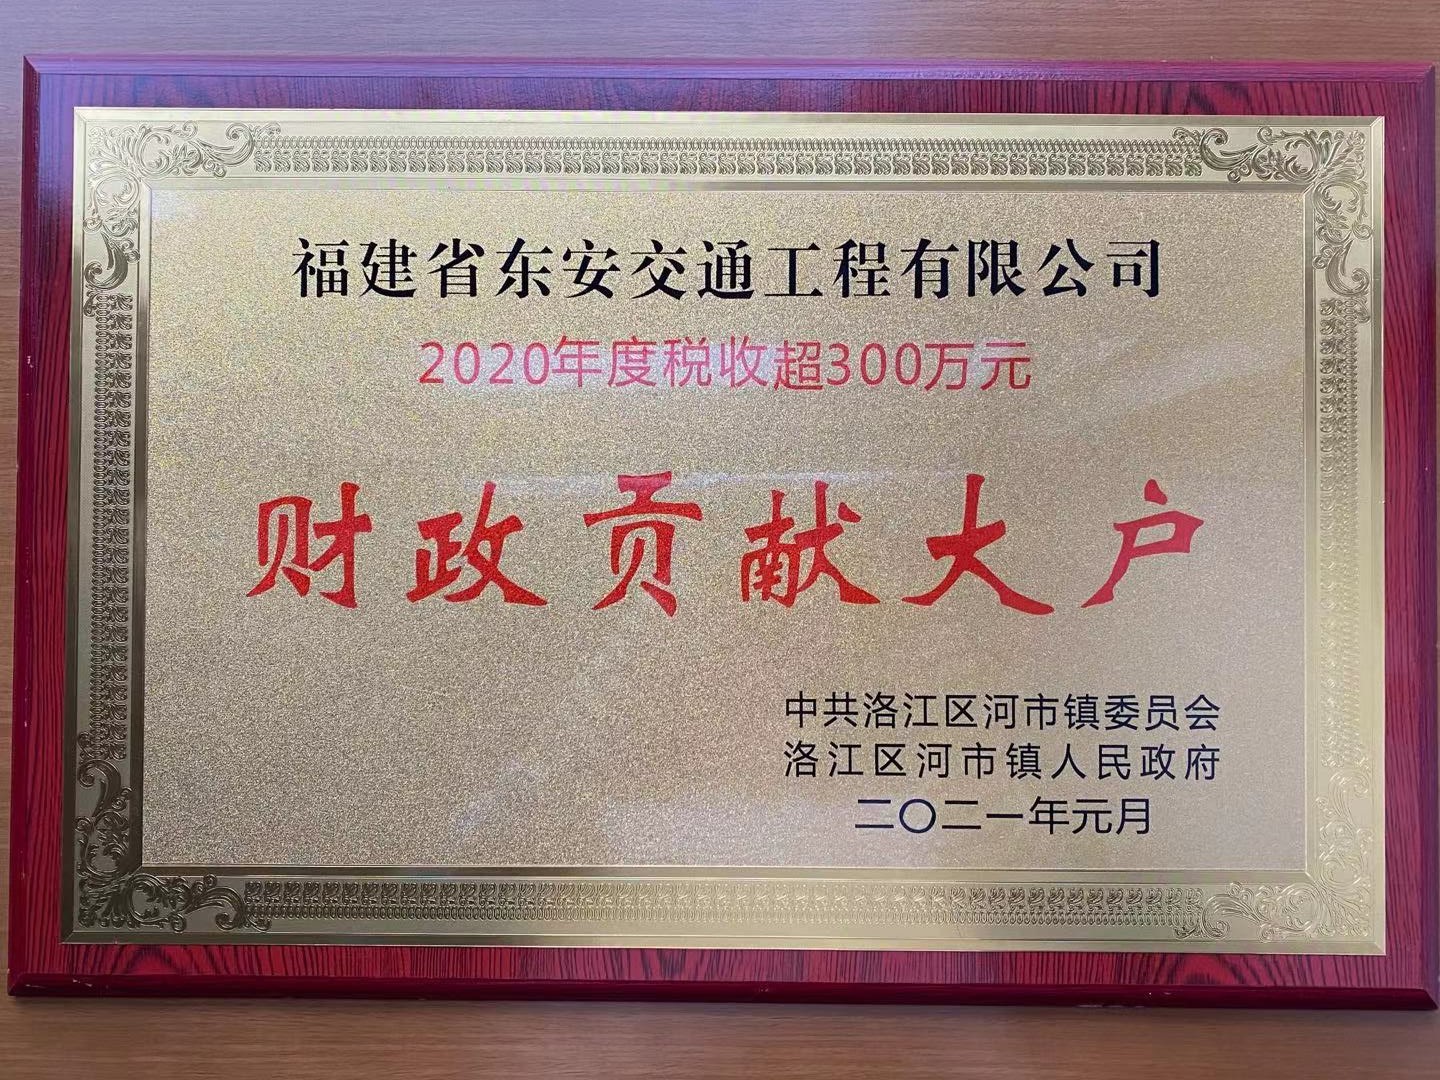 福建省东安交通工程有限公司
2020年度税收超300万元
财政贡献大户
中共洛江区河市镇委员会
洛江区河市镇人民政府
二〇二一年元月